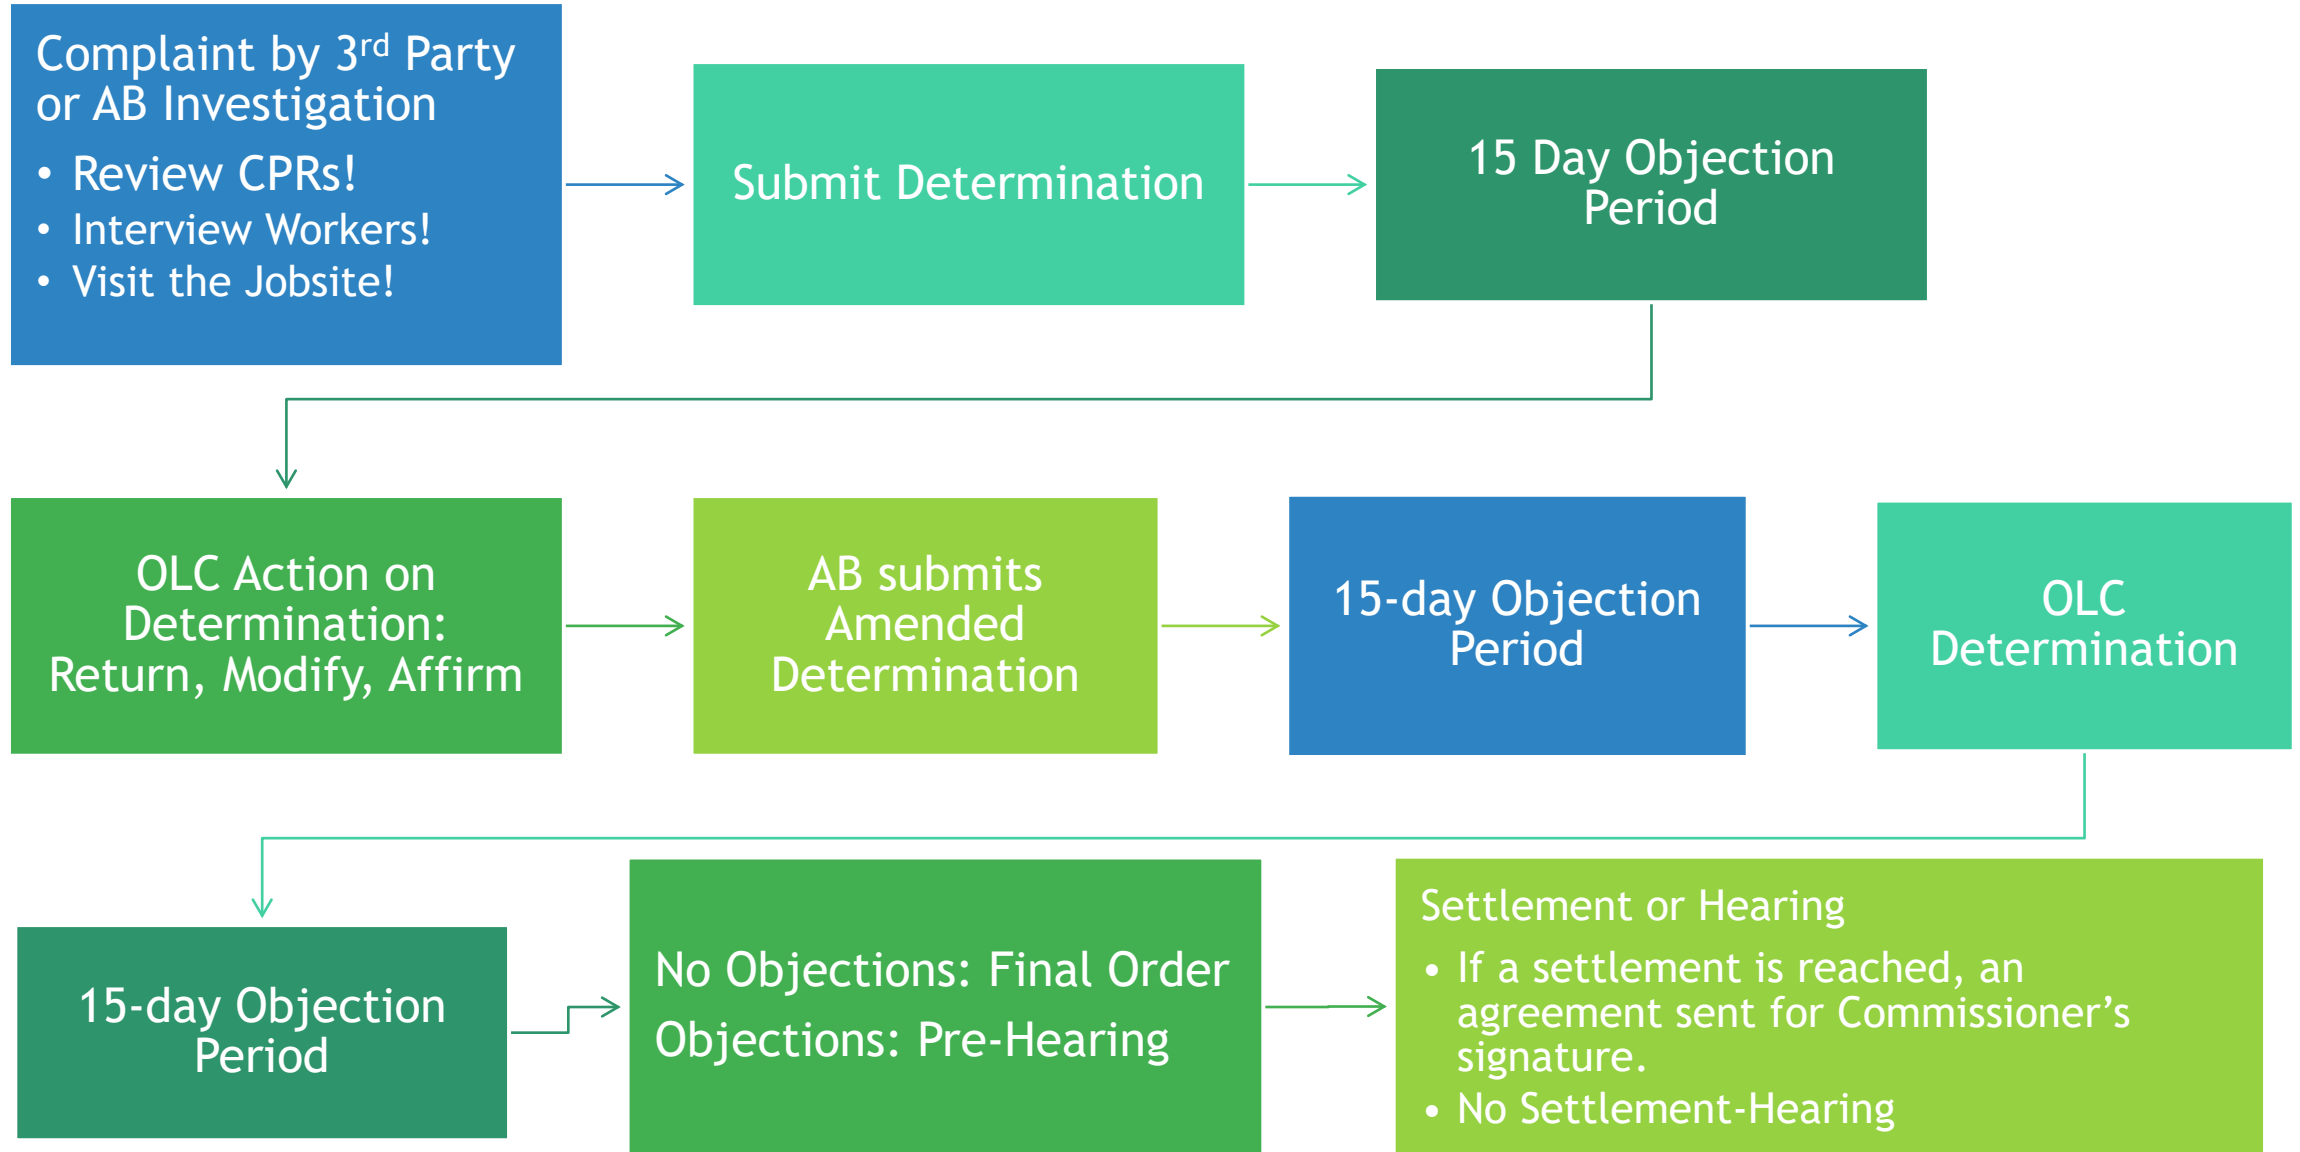 Complaint by 3rd Party
or AB Investigation
• Review CPRs!
• Interview Workers!
• Visit the Jobsite!
Submit Determination
15 Day Objection
Period
OLC Action on
Determination:
Return, Modify, Affirm
AB submits
Amended
Determination
15-day Objection
Period
OLC
Determination
15-day Objection
Period
No Objections: Final Order
Objections: Pre-Hearing
Settlement or Hearing
• If a settlement is reached, an
agreement sent for Commissioner’s
signature.
• No Settlement-Hearing